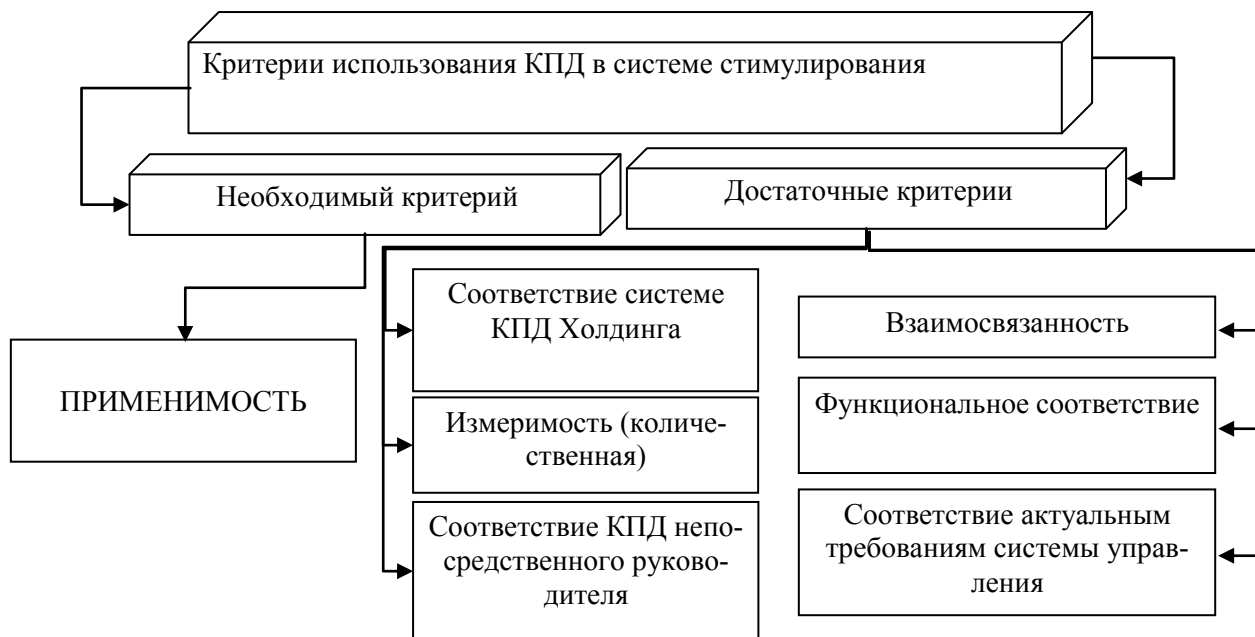 Критерии использования КПД в системе стимулирования
Необходимый критерий
Достаточные критерии
ПРИМЕНИМОСТЬ
Соответствие системе
КПД Холдинга
Измеримость (количе-
ственная)
Соответствие КПД непо-
средственного руково-
дителя
Взаимосвязанность
Функциональное соответствие
Соответствие актуальным
требованиям системы управ-
ления